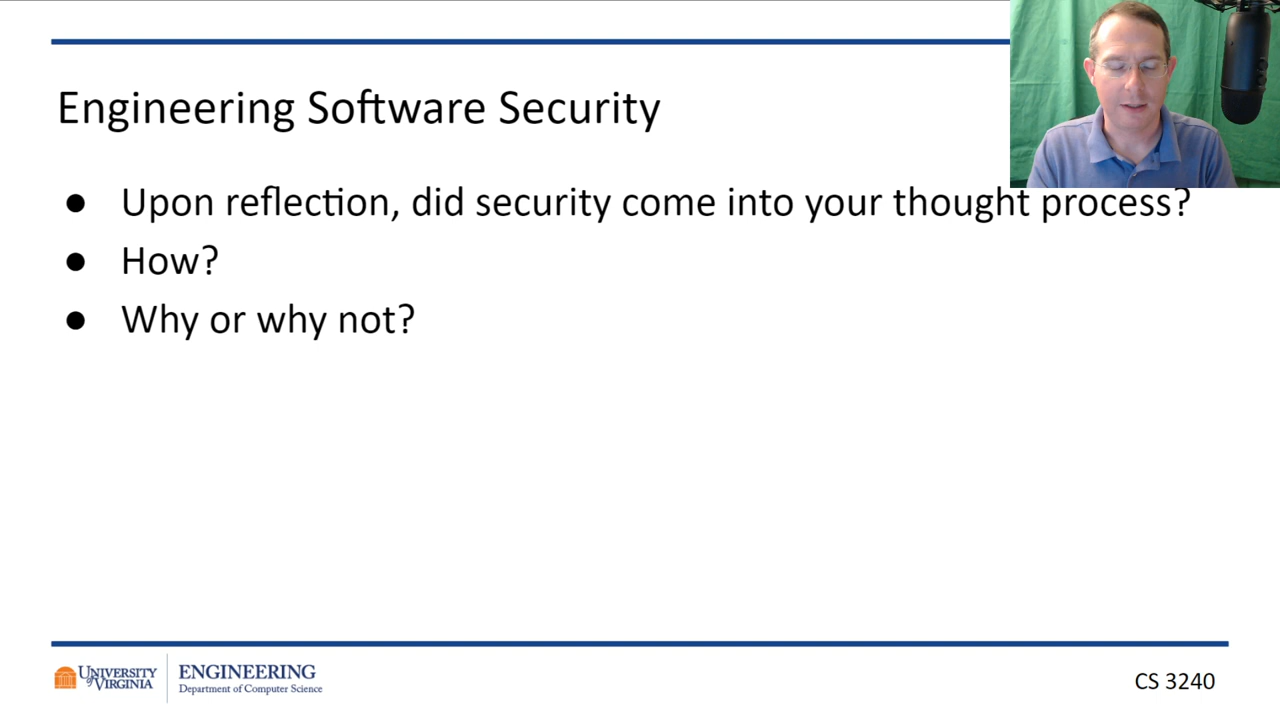 Engineering Software Security
● Upon reflection, did security come into your thought process?
● How?
● Why or why not?
UNIVERSITY of VIRGINIA
ENGINEERING
Department of Computer Science
CS 3240